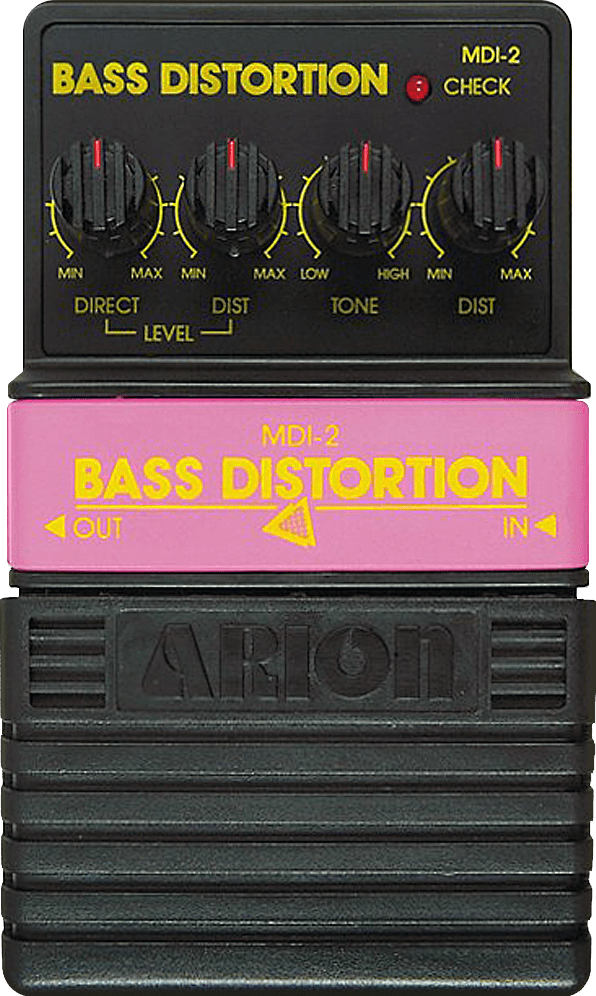 MDI-2
BASS DISTORTION CHECK
MIN MAX MIN MAX LOW HIGH MIN MAX
DIRECT DIST TONE DIST
LEVEL
MDI-2
BASS DISTORTION
OUT IN
ARION